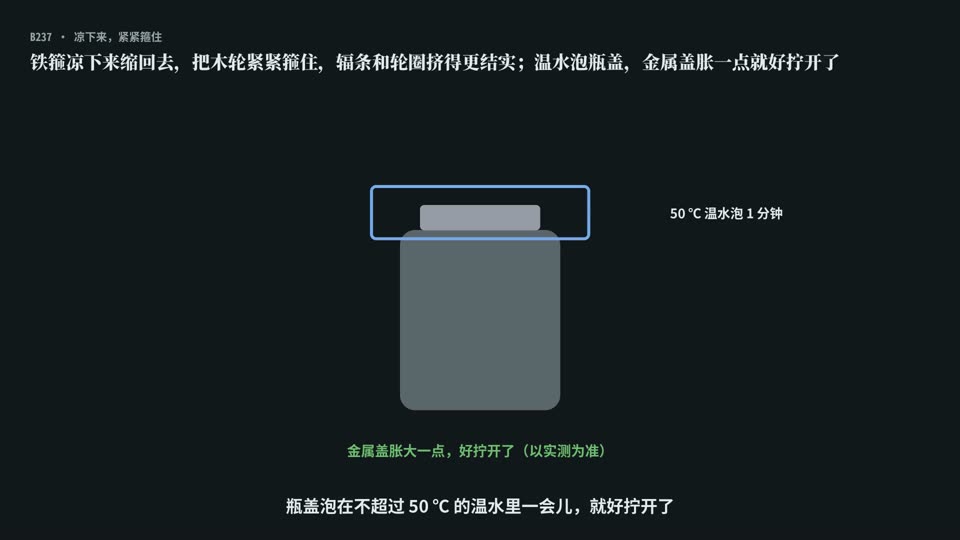 B237 · 凉下来，紧紧箍住
铁箍凉下来缩回去，把木轮紧紧箍住，辐条和轮圈挤得更结实；温水泡瓶盖，金属盖胀一点就好拧开了
50 ℃ 温水泡 1 分钟
金属盖胀大一点，好拧开了（以实测为准）
瓶盖泡在不超过 50 ℃ 的温水里一会儿，就好拧开了